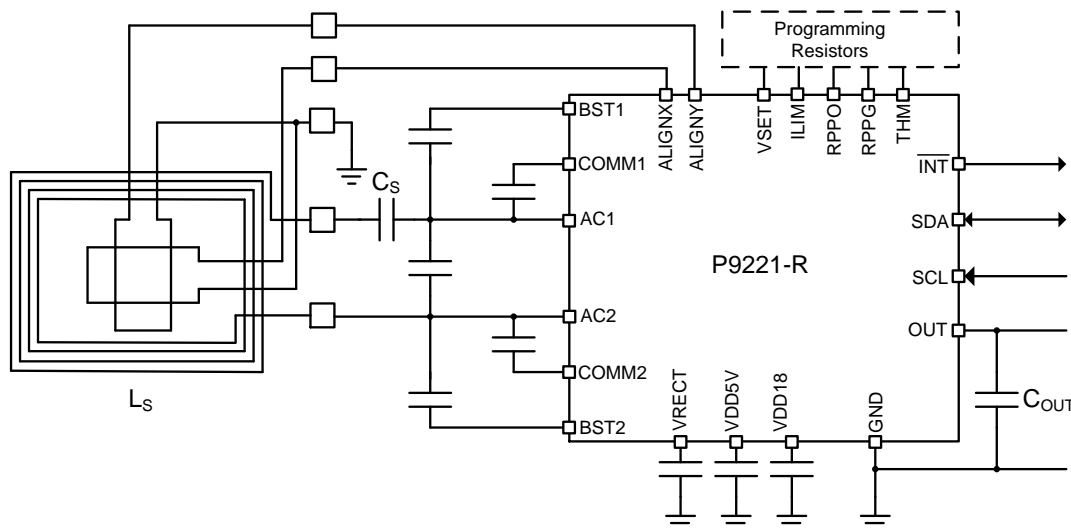 Programming
Resistors
BST1
ALIGNX
ALIGNY
VSET
ILIM
RPPO
RPPG
THM
COMM1
INT
CS
AC1
SDA
P9221-R
SCL
AC2
OUT
COMM2
LS
VRECT
VDD5V
VDD18
GND
COUT
BST2